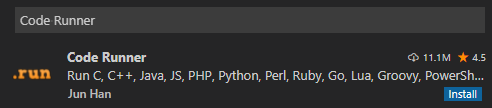 Code Runner
Code Runner 11.1M ★ 4.5
.run
Run C, C++, Java, JS, PHP, Python, Perl, Ruby, Go, Lua, Groovy, PowerSh...
Jun Han Install